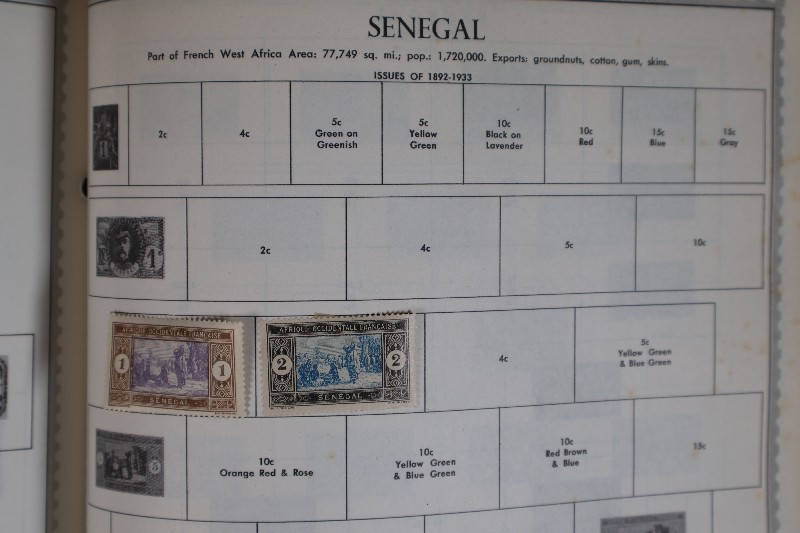 SENEGAL
Part of French West Africa Area: 77,749 sq. mi.; pop.: 1,720,000. Exports: groundnuts, cotton, gum, skins.
ISSUES OF 1892-1933
2c
4c
5c
Green on
Greenish
5c
Yellow
Green
10c
Black on
Lavender
10c
Red
15c
Blue
15c
Gray
1
2c
4c
5c
10c
AFRIQUE OCCIDENTALE FRANÇAISE
1 1
SENEGAL
AFRIQUE OCCIDENTALE FRANÇAISE
2 2
SENEGAL
4c
5c
Yellow Green
& Blue Green
5
10c
Orange Red & Rose
10c
Yellow Green
& Blue Green
10c
Red Brown
& Blue
15c